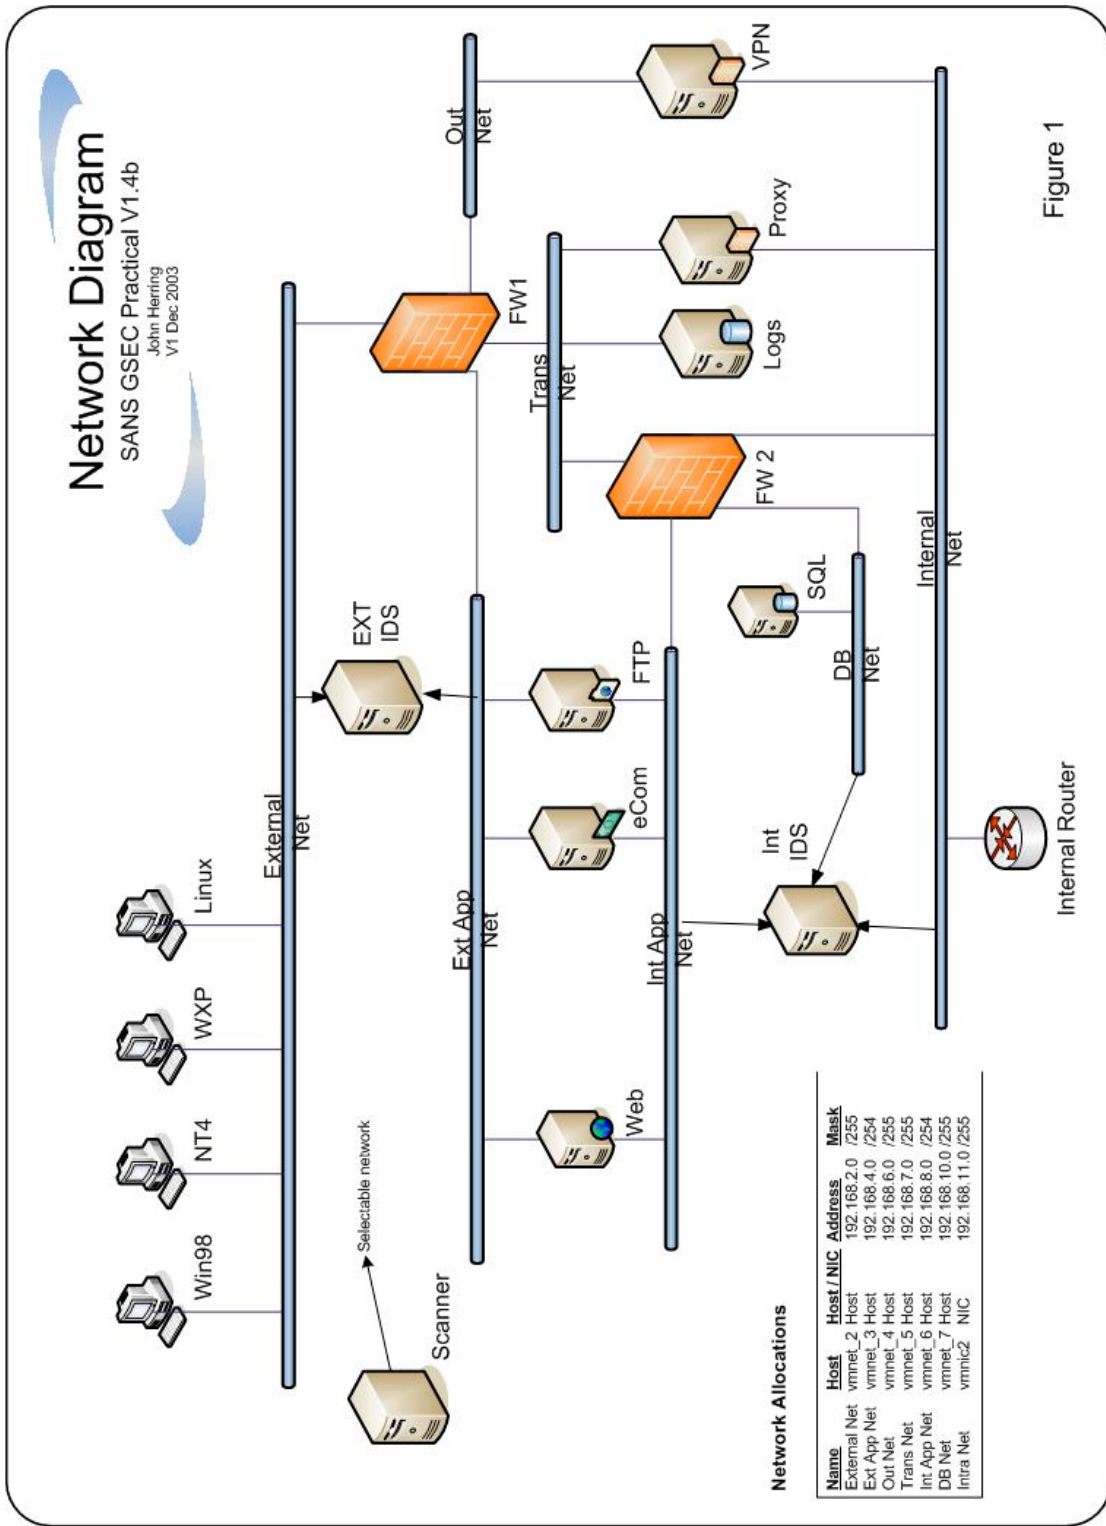 Network Diagram
SANS GSEC Practical V1.4b
John Herring
V1 Dec 2003
Win98
NT4
WXP
Linux
External
Net
Scanner
Selectable network
EXT
IDS
FW1
Out
Net
Ext App
Net
Trans
Net
Web
eCom
FTP
FW 2
Logs
Proxy
VPN
Int App
Net
SQL
DB
Net
Int
IDS
Internal
Net
Internal Router
Network Allocations
Name Host Host / NIC Address Mask
External Net vmnet_2 Host 192.168.2.0 /255
Ext App Net vmnet_3 Host 192.168.4.0 /254
Out Net vmnet_4 Host 192.168.6.0 /255
Trans Net vmnet_5 Host 192.168.7.0 /255
Int App Net vmnet_6 Host 192.168.8.0 /254
DB Net vmnet_7 Host 192.168.10.0 /255
Intra Net vmnic2 NIC 192.168.11.0 /255
Figure 1